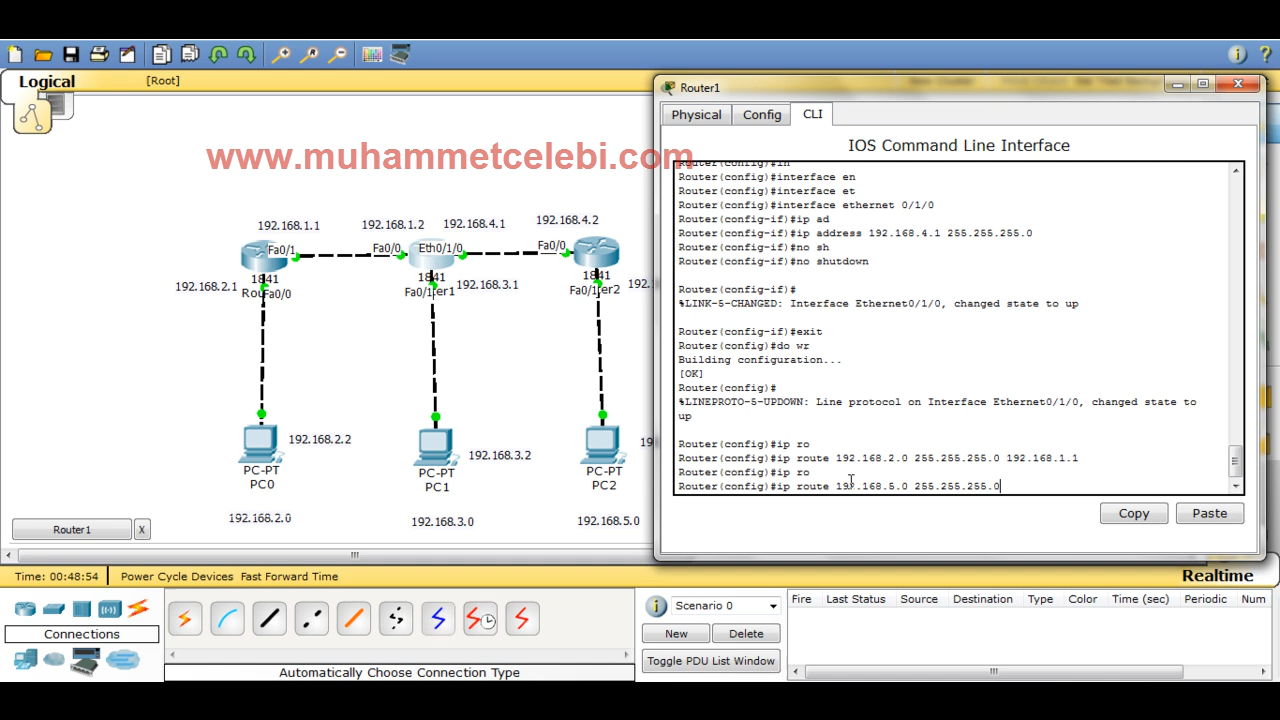 Logical
[Root]
www.muhammetcelebi.com
192.168.1.1
192.168.1.2
192.168.4.1
192.168.4.2
Fa0/1
Fa0/0
Eth0/1/0
Fa0/0
1841
1841
1841
192.168.2.1
Fa0/0
Fa0/1
192.168.3.1
Fa0/1
192.168.2.2
192.168.3.2
PC-PT
PC0
PC-PT
PC1
PC-PT
PC2
192.168.2.0
192.168.3.0
192.168.5.0
Router1
X
Router1
Physical
Config
CLI
IOS Command Line Interface
Router(config)#in
Router(config)#interface en
Router(config)#interface et
Router(config)#interface ethernet 0/1/0
Router(config-if)#ip ad
Router(config-if)#ip address 192.168.4.1 255.255.255.0
Router(config-if)#no sh
Router(config-if)#no shutdown
Router(config-if)#
%LINK-5-CHANGED: Interface Ethernet0/1/0, changed state to up
Router(config-if)#exit
Router(config)#do wr
Building configuration...
[OK]
Router(config)#
%LINEPROTO-5-UPDOWN: Line protocol on Interface Ethernet0/1/0, changed state to
up
Router(config)#ip ro
Router(config)#ip route 192.168.2.0 255.255.255.0 192.168.1.1
Router(config)#ip ro
Router(config)#ip route 192.168.5.0 255.255.255.0
Copy
Paste
Time: 00:48:54
Power Cycle Devices Fast Forward Time
Realtime
Connections
Automatically Choose Connection Type
Scenario 0
New
Delete
Toggle PDU List Window
Fire
Last Status
Source
Destination
Type
Color
Time (sec)
Periodic
Num